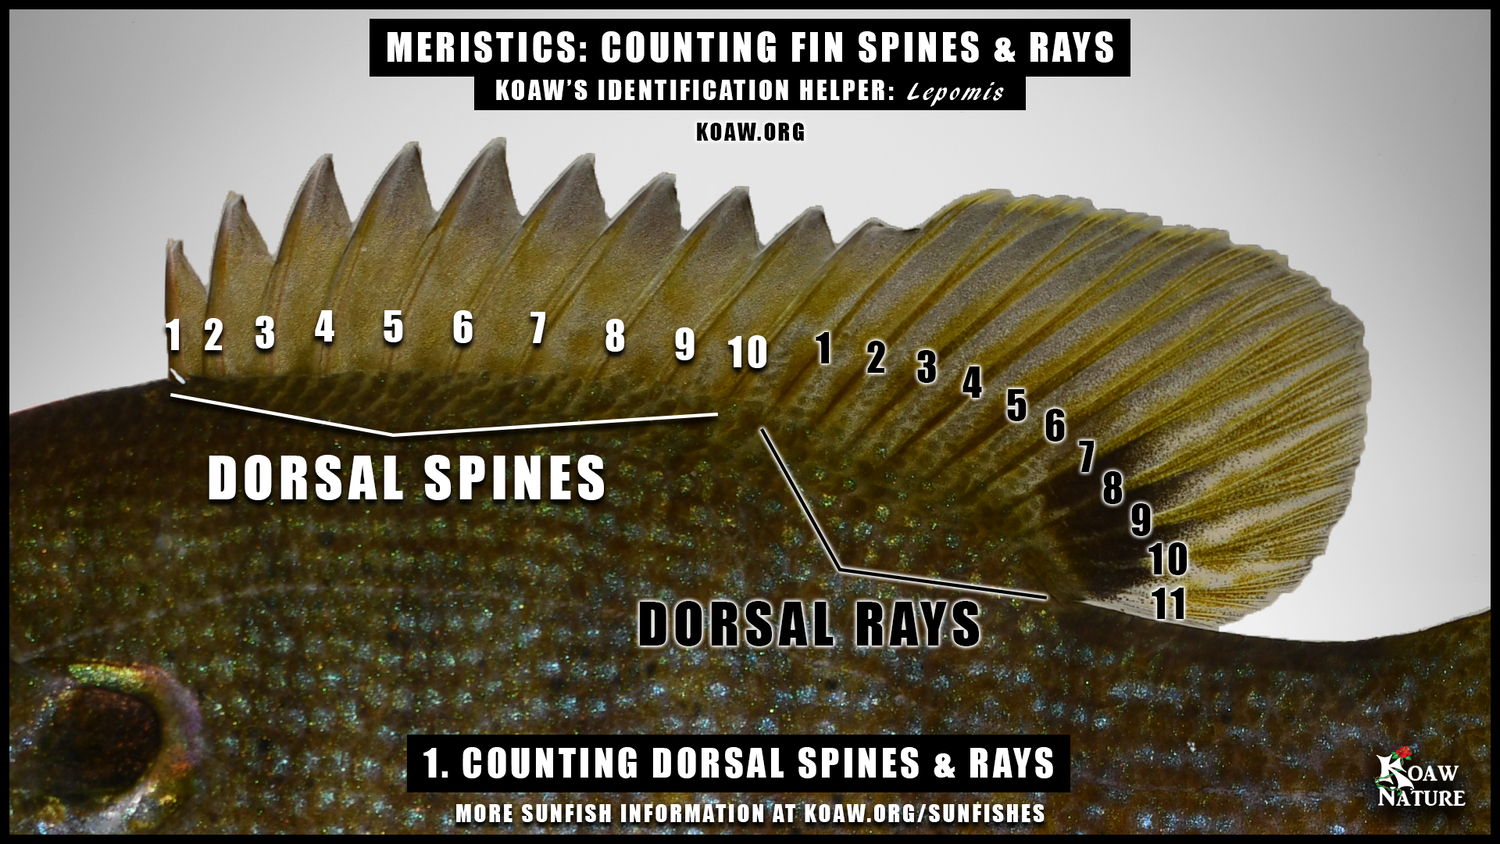 MERISTICS: COUNTING FIN SPINES & RAYS
KOAW'S IDENTIFICATION HELPER: Lepomis
KOAW.ORG
1 2 3 4 5 6 7 8 9 10 1 2 3 4 5 6 7 8 9 10 11
DORSAL SPINES
DORSAL RAYS
1. COUNTING DORSAL SPINES & RAYS
MORE SUNFISH INFORMATION AT KOAW.ORG/SUNFISHES
KOAW
NATURE